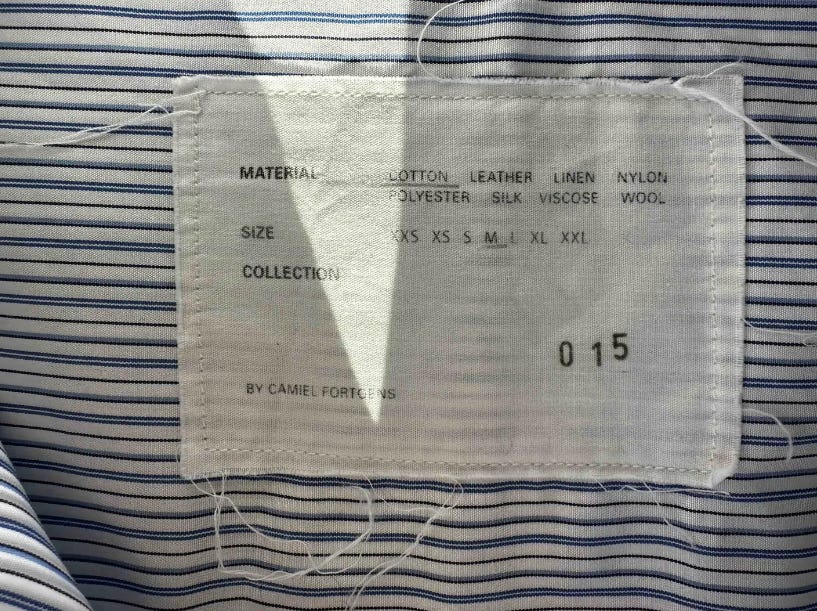 MATERIAL COTTON LEATHER LINEN NYLON
POLYESTER SILK VISCOSE WOOL
SIZE XXS XS S M L XL XXL
COLLECTION
015
BY CAMIEL FORTGENS